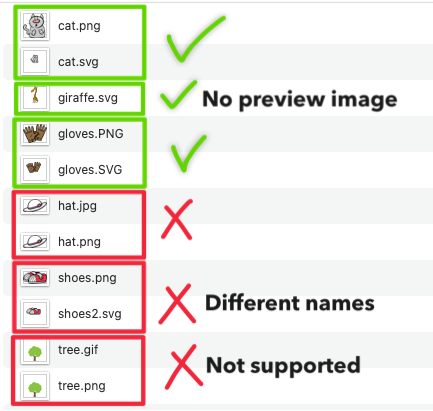 cat.png
cat.svg
giraffe.svg No preview image
gloves.PNG
gloves.SVG
hat.jpg
hat.png
shoes.png
shoes2.svg Different names
tree.gif Not supported
tree.png